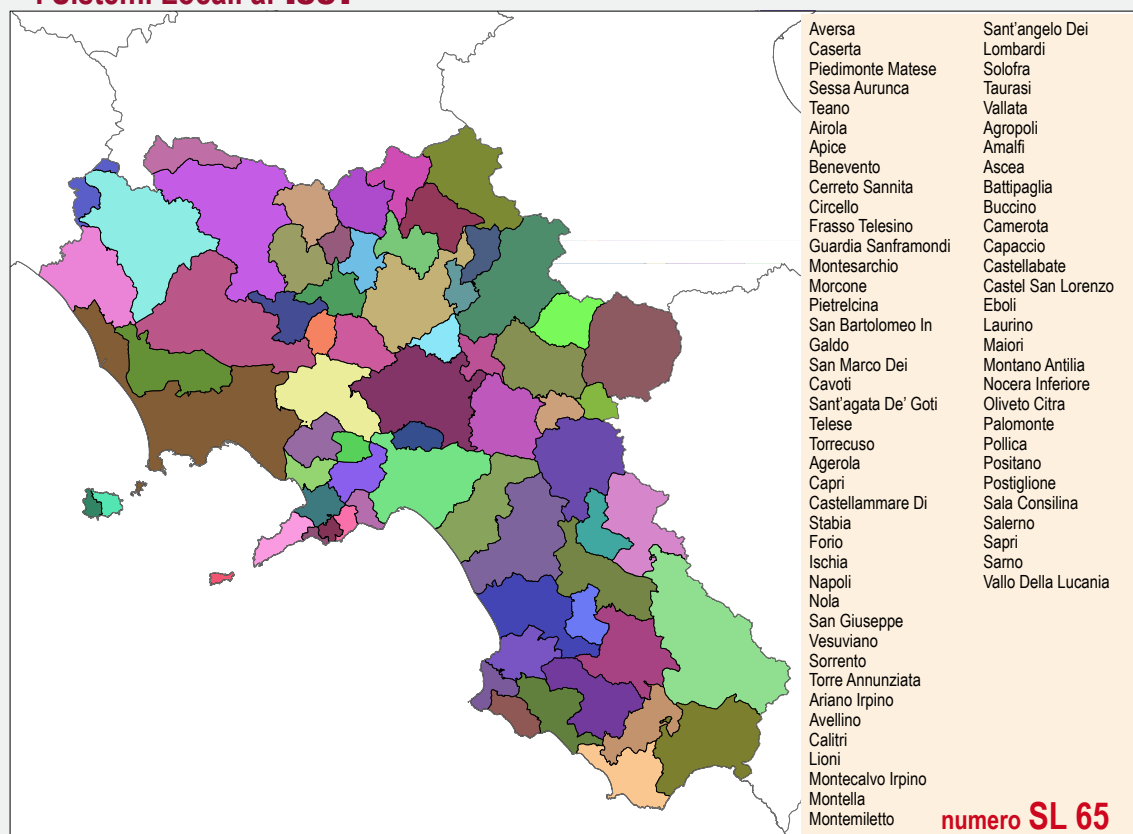 Aversa
Caserta
Piedimonte Matese
Sessa Aurunca
Teano
Airola
Apice
Benevento
Cerreto Sannita
Circello
Frasso Telesino
Guardia Sanframondi
Montesarchio
Morcone
Pietrelcina
San Bartolomeo In
Galdo
San Marco Dei
Cavoti
Sant'agata De' Goti
Telese
Torrecuso
Agerola
Capri
Castellammare Di
Stabia
Forio
Ischia
Napoli
Nola
San Giuseppe
Vesuviano
Sorrento
Torre Annunziata
Ariano Irpino
Avellino
Calitri
Lioni
Montecalvo Irpino
Montella
Montemiletto
Sant'angelo Dei
Lombardi
Solofra
Taurasi
Vallata
Agropoli
Amalfi
Ascea
Battipaglia
Buccino
Camerota
Capaccio
Castellabate
Castel San Lorenzo
Eboli
Laurino
Maiori
Montano Antilia
Nocera Inferiore
Oliveto Citra
Palomonte
Pollica
Positano
Postiglione
Sala Consilina
Salerno
Sapri
Sarno
Vallo Della Lucania
numero SL 65